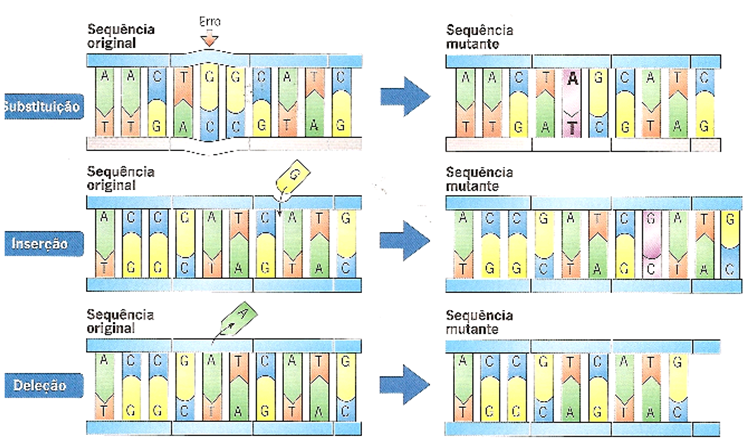 Sequência
original
Erro
Sequência
mutante
Substituição
A A C T G G C A T C
T T G A C C G T A G
A A C T A G C A T C
T T G A T C G T A G
Sequência
original
G
Sequência
mutante
Inserção
A C C G A T C A T G
T G G C T A G T A C
A C C G A T C G A T G
T G G C T A G C T A C
Sequência
original
A
Sequência
mutante
Deleção
A C C G A T C A T G
T G G C T A G T A C
A C C G T C A T G
T G G C A G T A C